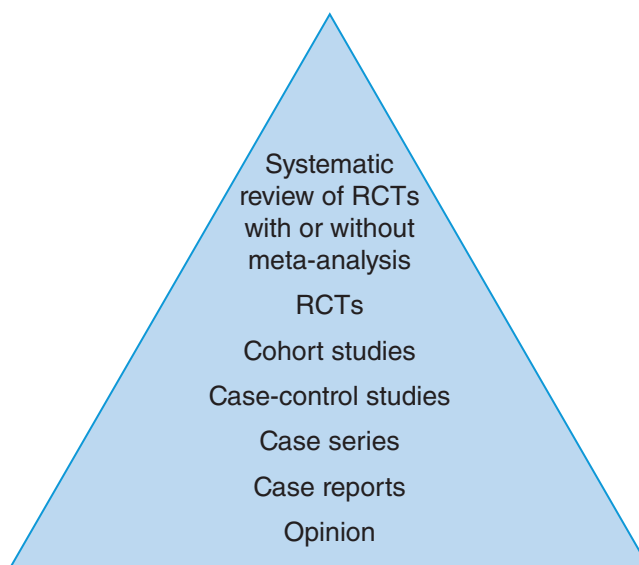 Systematic
review of RCTs
with or without
meta-analysis
RCTs
Cohort studies
Case-control studies
Case series
Case reports
Opinion